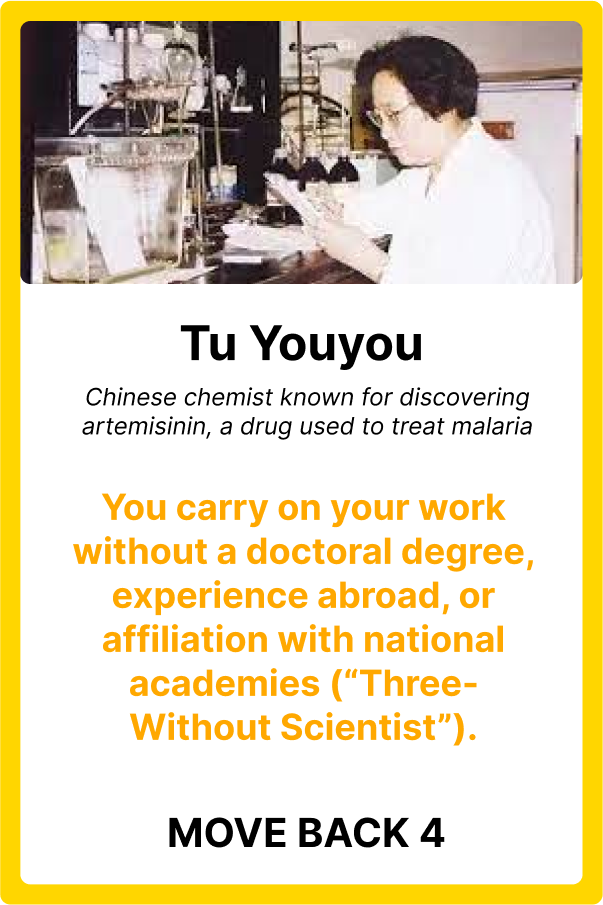 Tu Youyou
Chinese chemist known for discovering
artemisinin, a drug used to treat malaria
You carry on your work
without a doctoral degree,
experience abroad, or
affiliation with national
academies (“Three-
Without Scientist”).
MOVE BACK 4